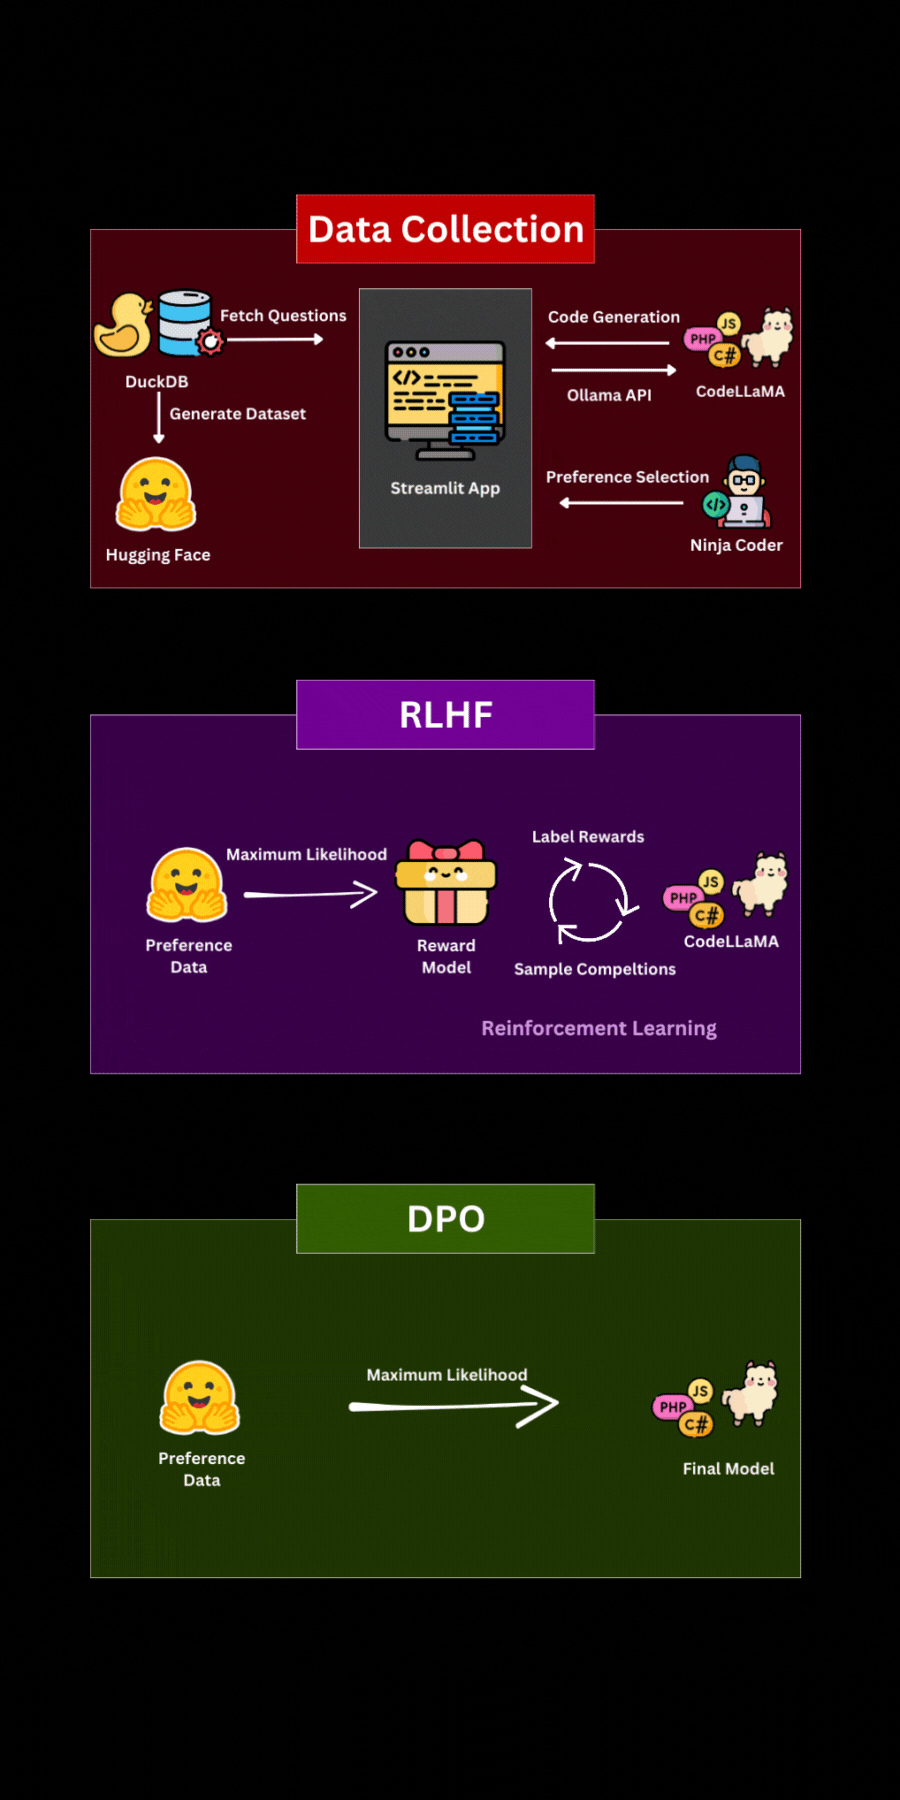 Data Collection
Fetch Questions
DuckDB
Generate Dataset
Hugging Face
</>
Streamlit App
Code Generation
Ollama API
JS
PHP
C#
CodeLLaMA
Preference Selection
</>
Ninja Coder
RLHF
Preference
Data
Maximum Likelihood
Reward
Model
Label Rewards
Sample Compeltions
JS
PHP
C#
CodeLLaMA
Reinforcement Learning
DPO
Preference
Data
Maximum Likelihood
JS
PHP
C#
Final Model